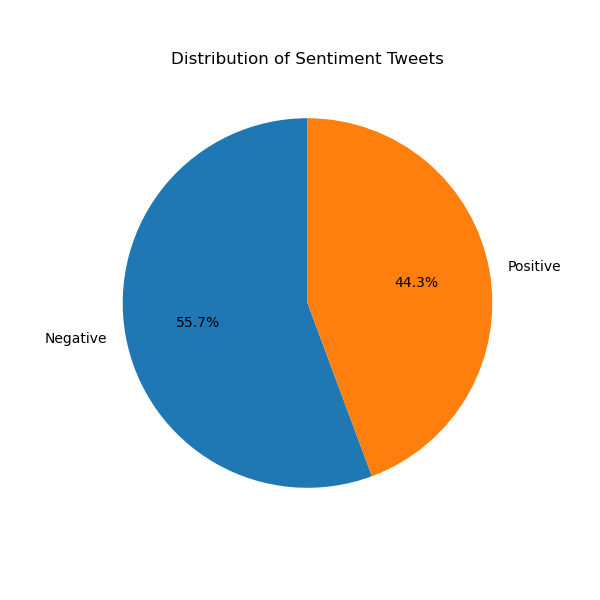 Distribution of Sentiment Tweets
Positive
44.3%
55.7%
Negative